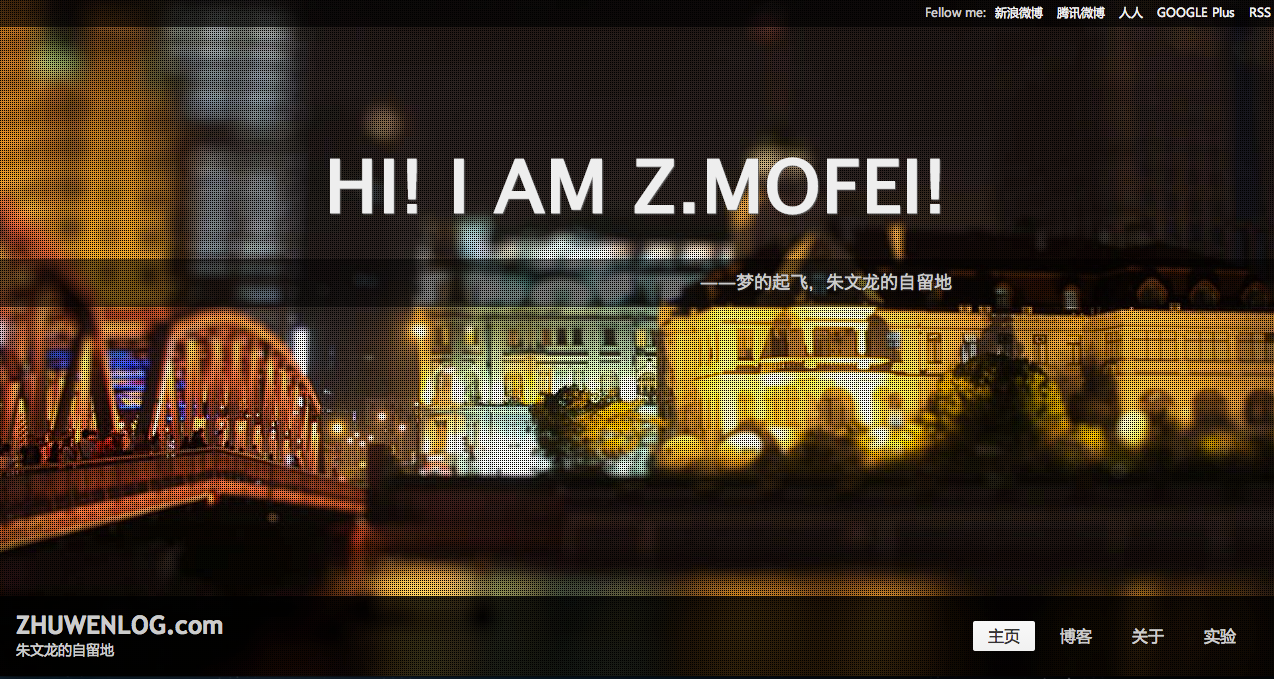 Fellow me: 新浪微博 腾讯微博 人人 GOOGLE Plus RSS
HI! I AM Z.MOFEI!
——梦的起飞，朱文龙的自留地
ZHUWENLOG.com
朱文龙的自留地
主页 博客 关于 实验